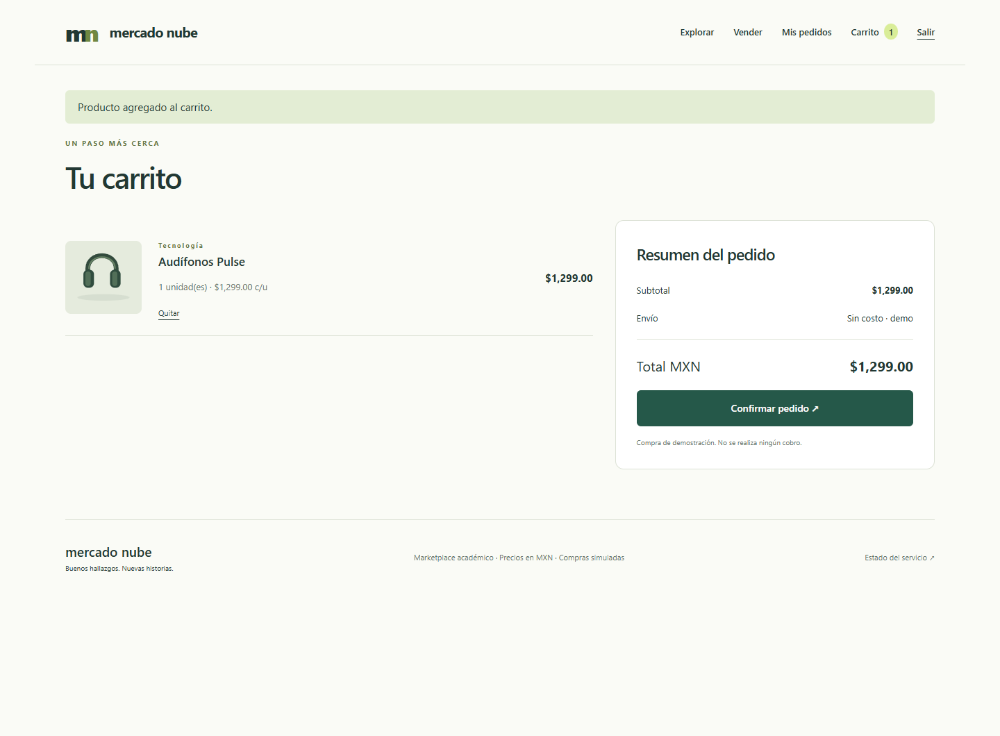 mn mercado nube
Explorar Vender Mis pedidos Carrito 1 Salir
Producto agregado al carrito.
UN PASO MÁS CERCA
Tu carrito
Tecnología
Audífonos Pulse
1 unidad(es) · $1,299.00 c/u
Quitar
$1,299.00
Resumen del pedido
Subtotal $1,299.00
Envío Sin costo · demo
Total MXN $1,299.00
Confirmar pedido ↗
Compra de demostración. No se realiza ningún cobro.
mercado nube
Buenos hallazgos. Nuevas historias.
Marketplace académico · Precios en MXN · Compras simuladas
Estado del servicio ↗